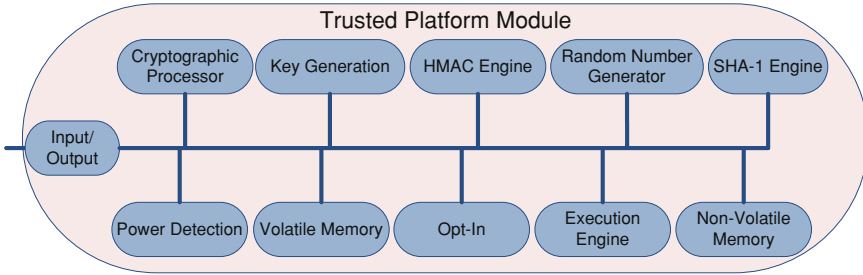 Trusted Platform Module
Cryptographic
Processor
Key Generation
HMAC Engine
Random Number
Generator
SHA-1 Engine
Input/
Output
Power Detection
Volatile Memory
Opt-In
Execution
Engine
Non-Volatile
Memory